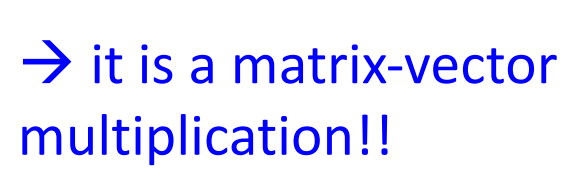 → it is a matrix-vector
multiplication!!